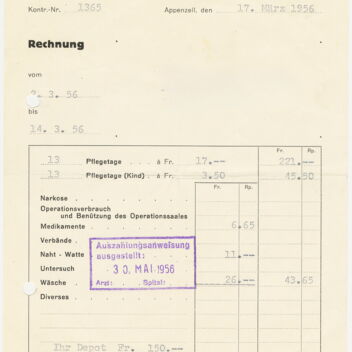 Kontr.-Nr. 1365 Appenzell, den 17. März 1956
Rechnung
vom
2. 3. 56
bis
14. 3. 56
Fr. Rp.
13 Pflegetage . . . à Fr. 17.-- 221.--
13 Pflegetage (Kind) . à Fr. 3.50 45.50
Fr. Rp.
Narkose . . . . . . . .
Operationsverbrauch
und Benützung des Operationssaales
Medikamente . . . . . . . 6.65
Verbände . . . . . . . .
Naht - Watte 11.--
Untersuch
Wäsche 26.-- 43.65
Diverses . . . . . . . .
Auszahlungsanweisung
ausgestellt:
30. MAI 1956
Arzt: Spital:
Ihr Depot Fr. 150.--